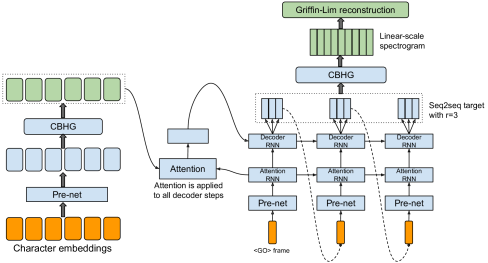 Griffin-Lim reconstruction
Linear-scale
spectrogram
CBHG
Seq2seq target
with r=3
CBHG
Pre-net
Character embeddings
Attention
Attention is applied
to all decoder steps
Decoder
RNN
Decoder
RNN
Decoder
RNN
Attention
RNN
Attention
RNN
Attention
RNN
Pre-net
Pre-net
Pre-net
<GO> frame